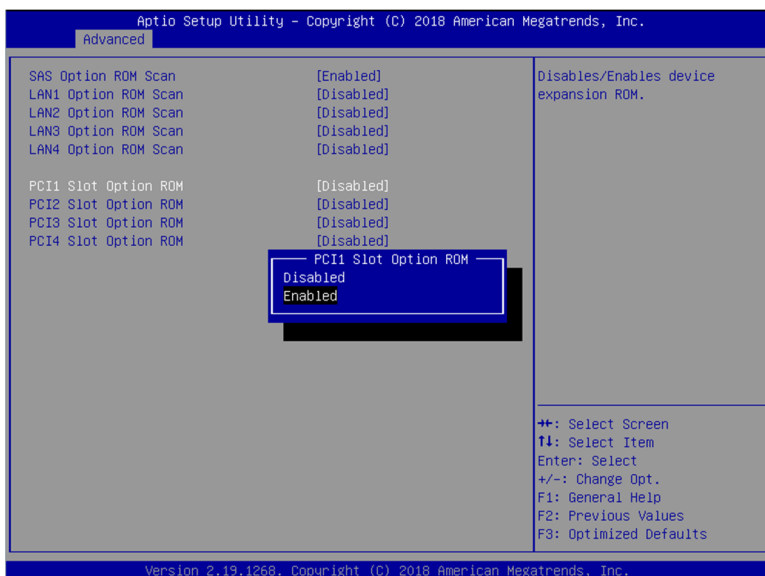 Aptio Setup Utility – Copyright (C) 2018 American Megatrends, Inc.
Advanced
SAS Option ROM Scan [Enabled]
LAN1 Option ROM Scan [Disabled]
LAN2 Option ROM Scan [Disabled]
LAN3 Option ROM Scan [Disabled]
LAN4 Option ROM Scan [Disabled]
PCI1 Slot Option ROM [Disabled]
PCI2 Slot Option ROM [Disabled]
PCI3 Slot Option ROM [Disabled]
PCI4 Slot Option ROM [Disabled]
PCI1 Slot Option ROM
Disabled
Enabled
Disables/Enables device
expansion ROM.
→←: Select Screen
↑↓: Select Item
Enter: Select
+/-: Change Opt.
F1: General Help
F2: Previous Values
F3: Optimized Defaults
Version 2.19.1268. Copyright (C) 2018 American Megatrends, Inc.